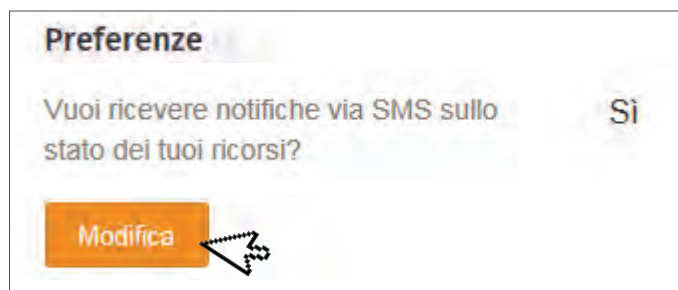 Preferenze
Vuoi ricevere notifiche via SMS sullo
stato dei tuoi ricorsi?
Sì
Modifica